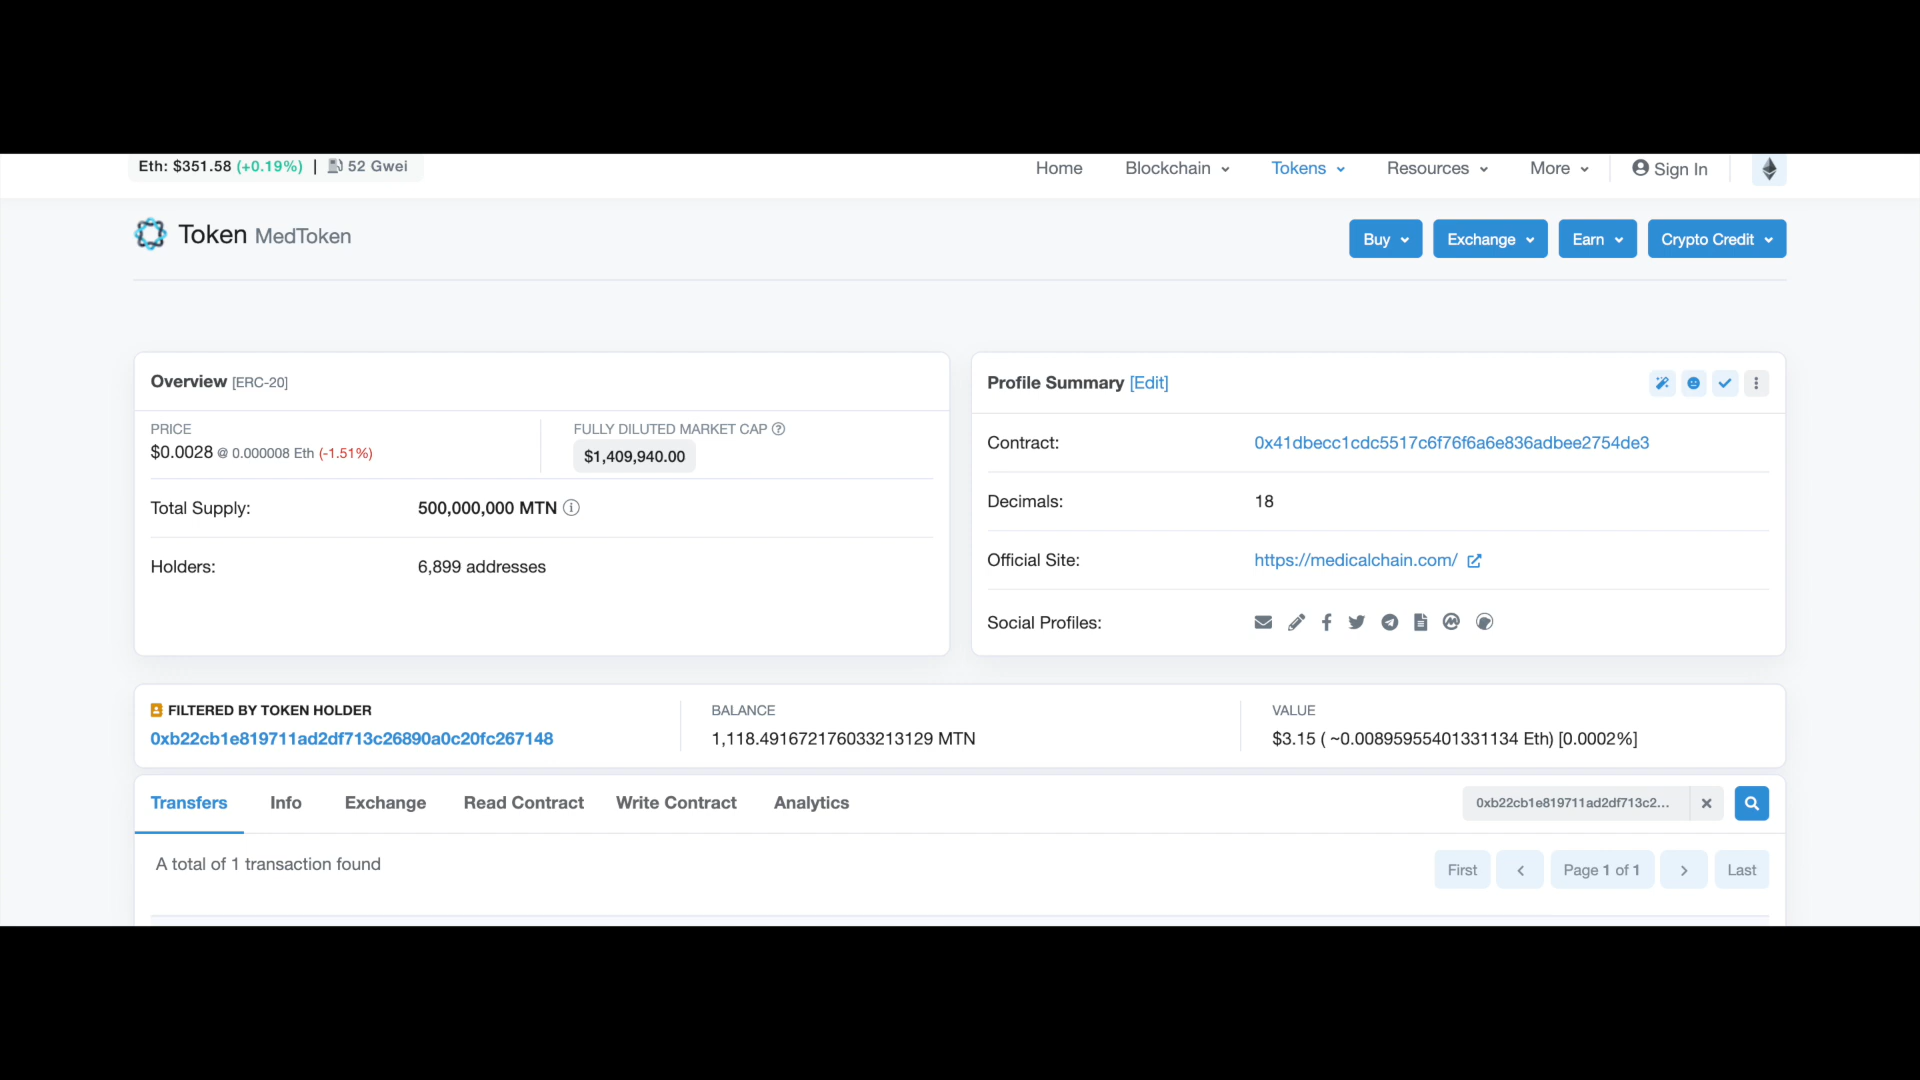 Eth: $351.58 (+0.19%) | 52 Gwei
Home Blockchain Tokens Resources More Sign In
Token MedToken
Buy Exchange Earn Crypto Credit
Overview [ERC-20]
PRICE
$0.0028 @ 0.000008 Eth (-1.51%)
FULLY DILUTED MARKET CAP
$1,409,940.00
Total Supply: 500,000,000 MTN
Holders: 6,899 addresses
Profile Summary [Edit]
Contract: 0x41dbecc1cdc5517c6f76f6a6e836adbee2754de3
Decimals: 18
Official Site: https://medicalchain.com/
Social Profiles:
FILTERED BY TOKEN HOLDER
0xb22cb1e819711ad2df713c26890a0c20fc267148
BALANCE
1,118.491672176033213129 MTN
VALUE
$3.15 ( ~0.00895955401331134 Eth) [0.0002%]
Transfers Info Exchange Read Contract Write Contract Analytics
0xb22cb1e819711ad2df713c2...
A total of 1 transaction found
First Page 1 of 1 Last